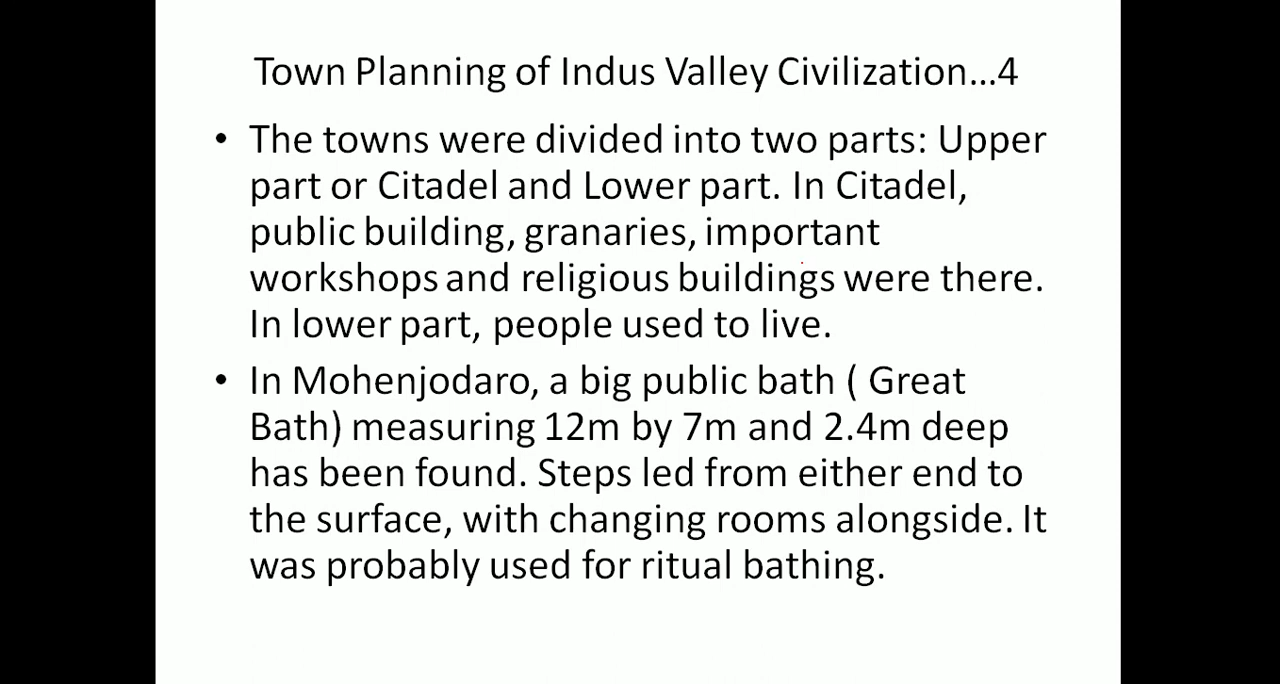 Town Planning of Indus Valley Civilization...4
• The towns were divided into two parts: Upper
part or Citadel and Lower part. In Citadel,
public building, granaries, important
workshops and religious buildings were there.
In lower part, people used to live.
• In Mohenjodaro, a big public bath ( Great
Bath) measuring 12m by 7m and 2.4m deep
has been found. Steps led from either end to
the surface, with changing rooms alongside. It
was probably used for ritual bathing.